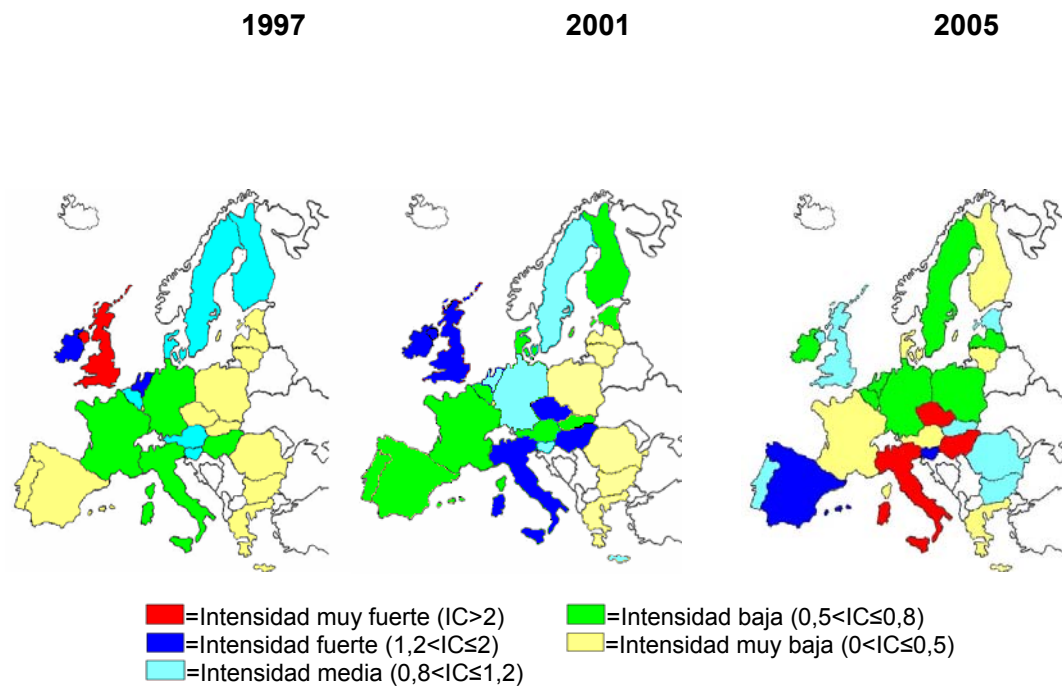 1997 2001 2005
=Intensidad muy fuerte (IC>2) =Intensidad baja (0,5<IC≤0,8)
=Intensidad fuerte (1,2<IC≤2) =Intensidad muy baja (0<IC≤0,5)
=Intensidad media (0,8<IC≤1,2)